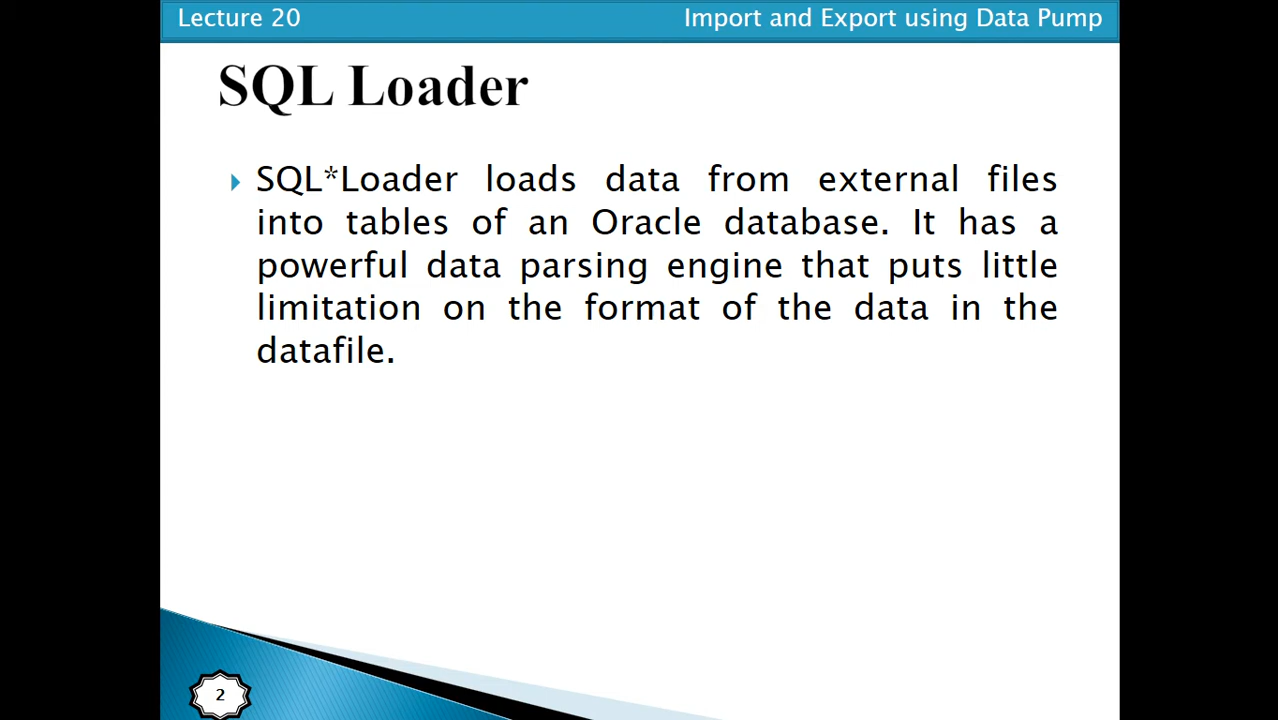 Lecture 20
Import and Export using Data Pump
SQL Loader
SQL*Loader loads data from external files
into tables of an Oracle database. It has a
powerful data parsing engine that puts little
limitation on the format of the data in the
datafile.
2